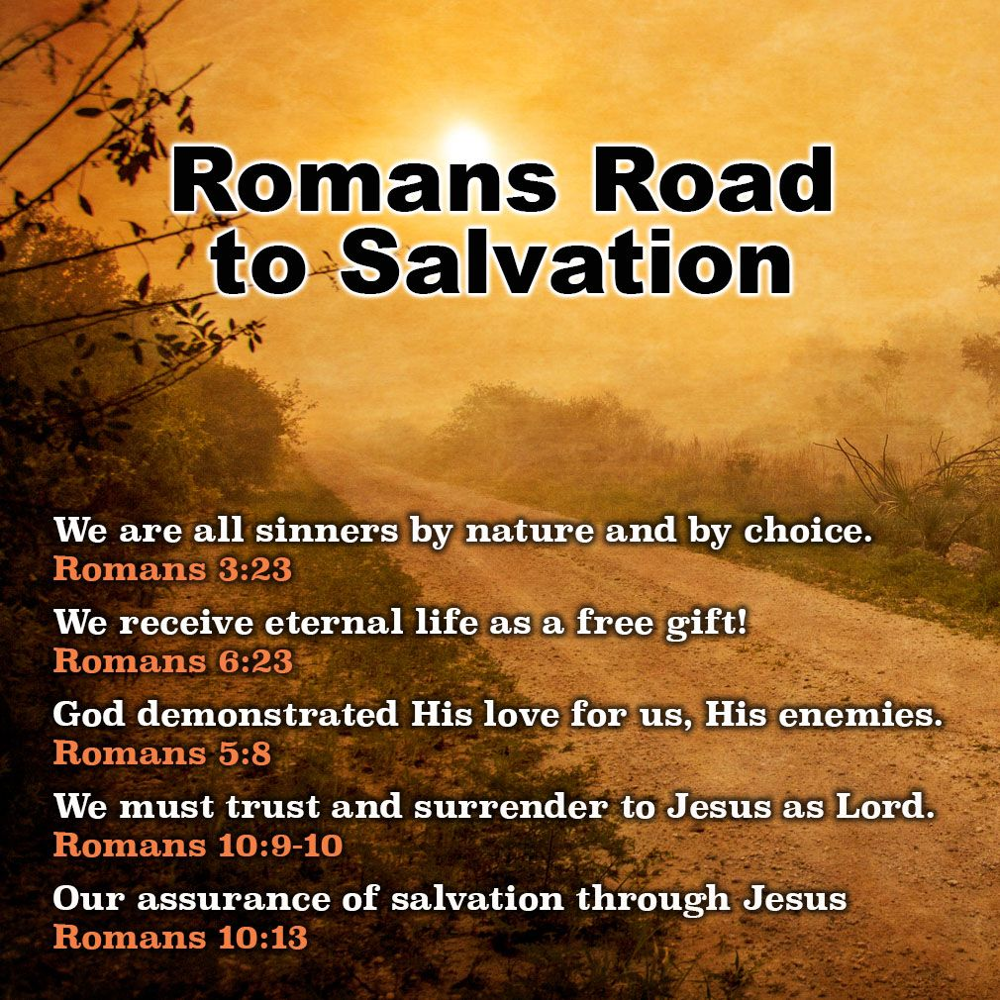 Romans Road
to Salvation
We are all sinners by nature and by choice.
Romans 3:23
We receive eternal life as a free gift!
Romans 6:23
God demonstrated His love for us, His enemies.
Romans 5:8
We must trust and surrender to Jesus as Lord.
Romans 10:9-10
Our assurance of salvation through Jesus
Romans 10:13